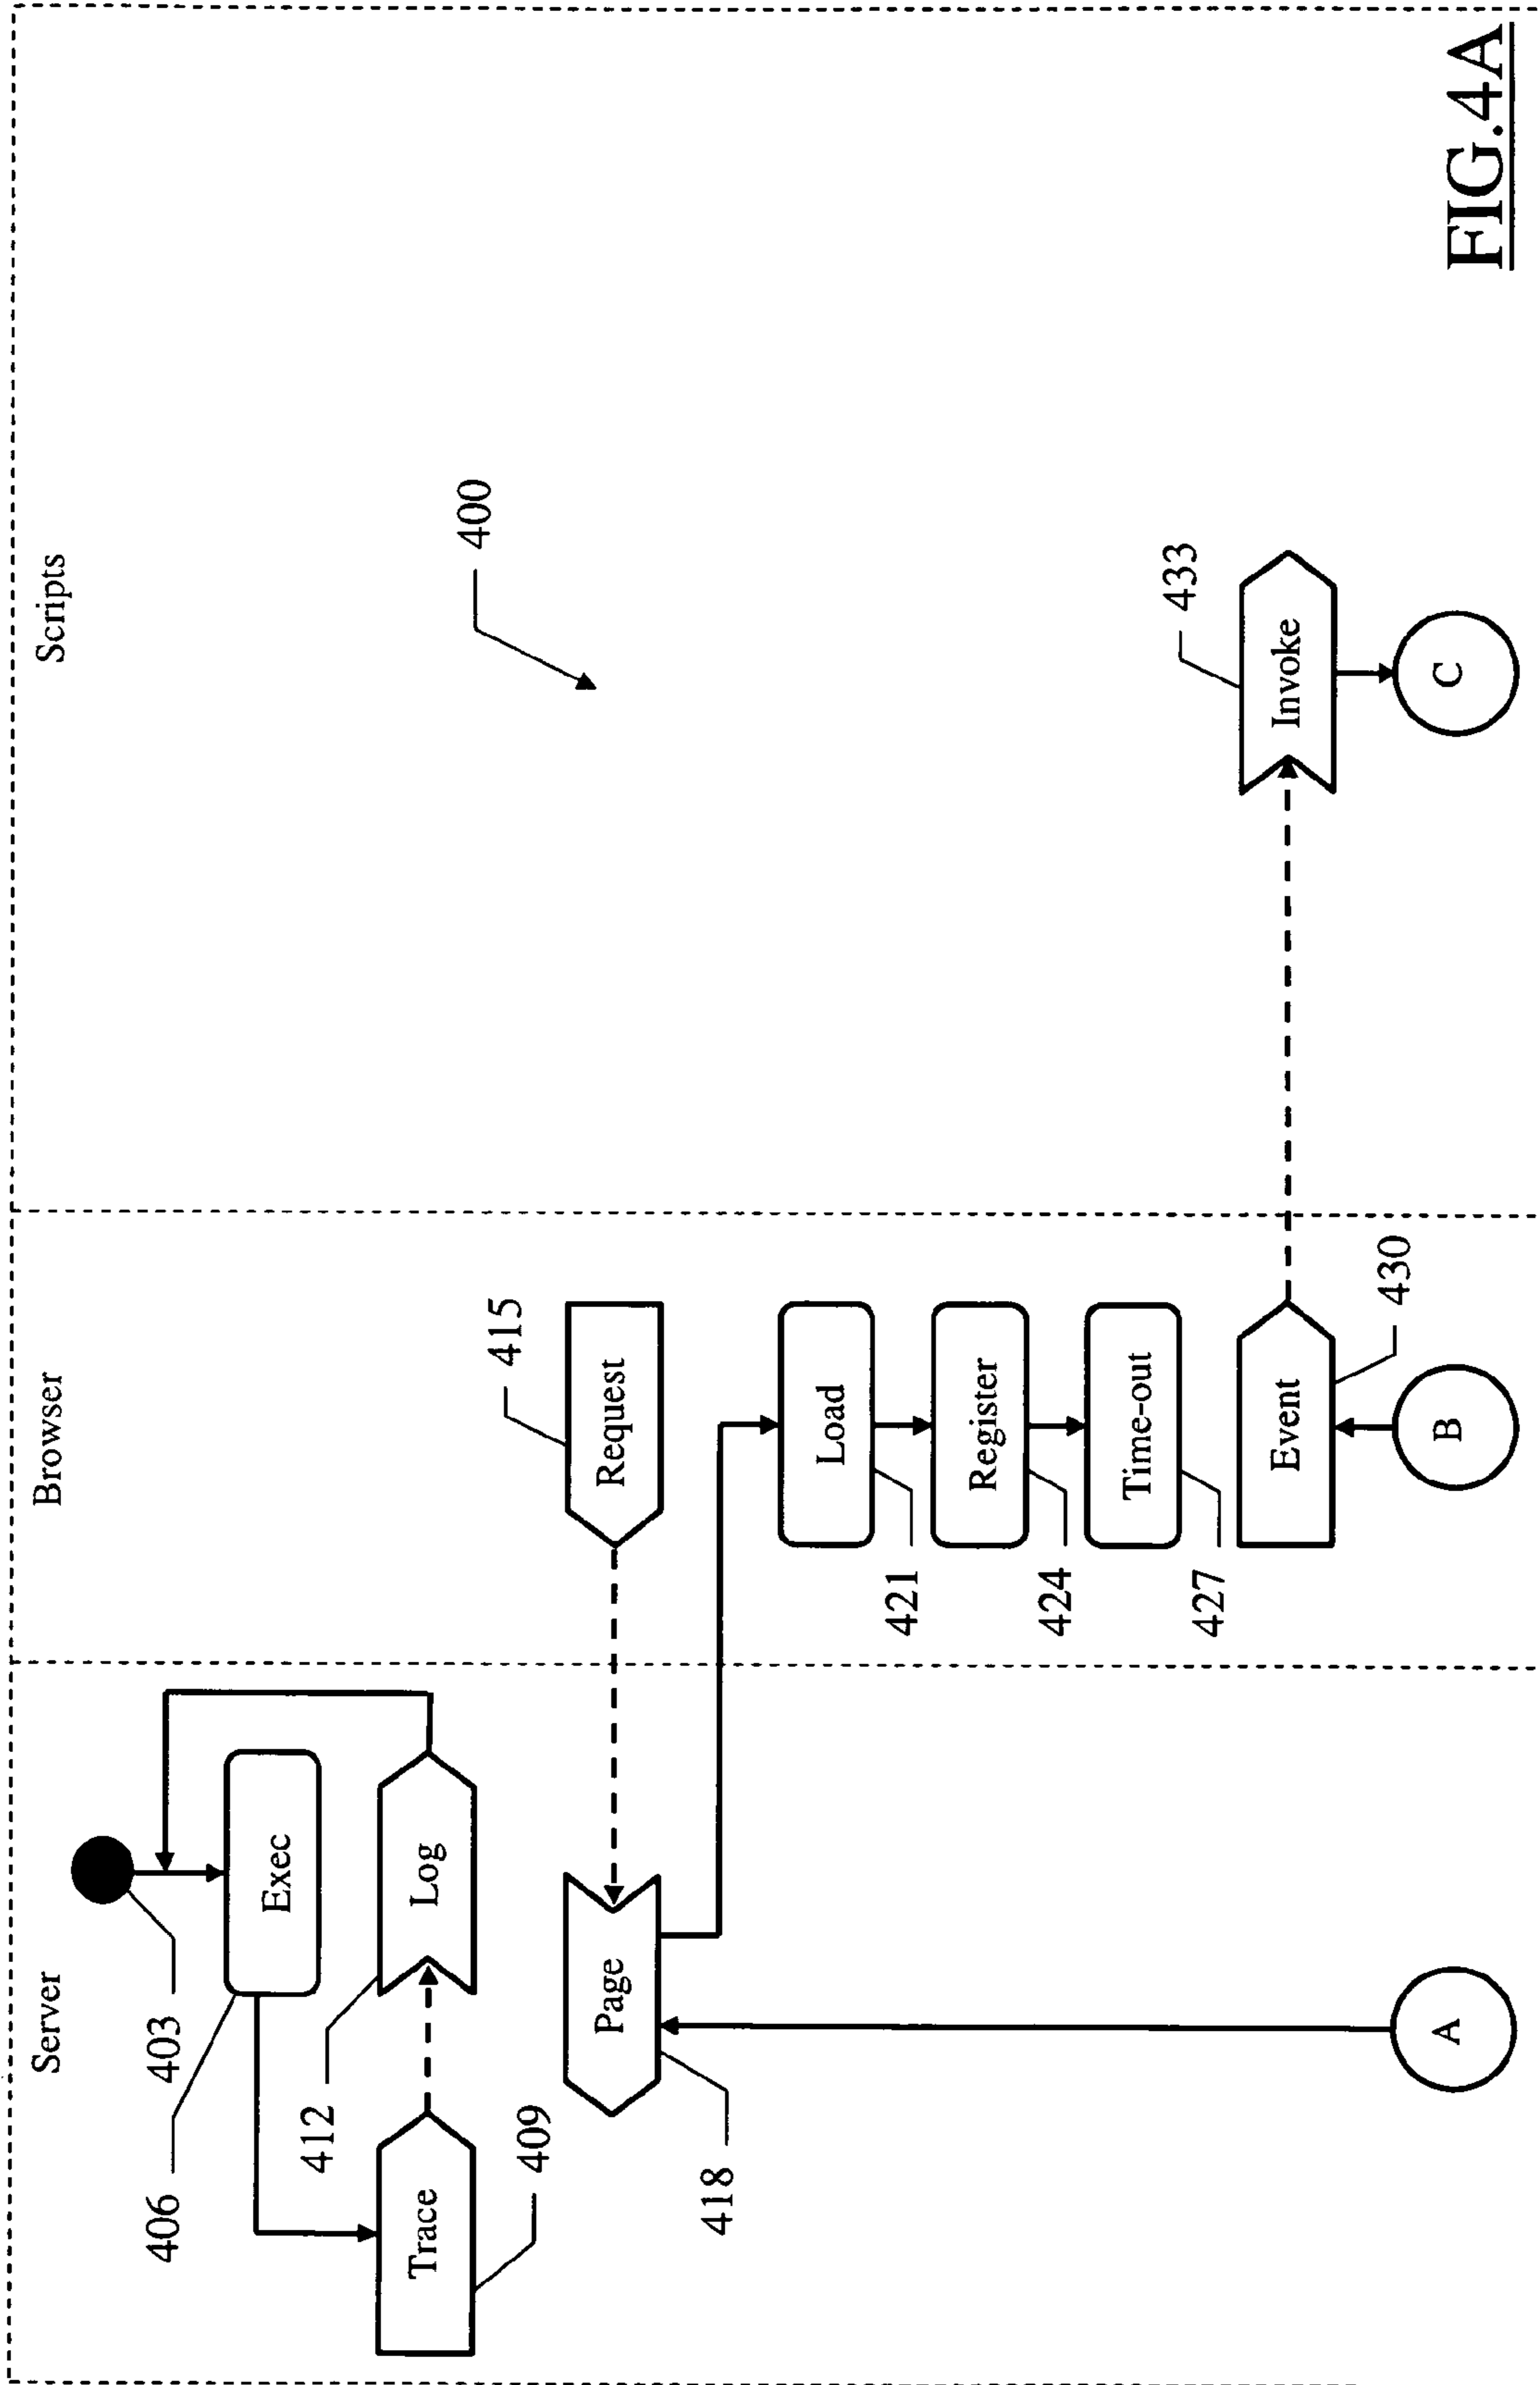 Server
Browser
Scripts
403
406
Exec
412
Log
Trace
409
400
415
Request
Page
418
Load
421
Register
424
Time-out
427
433
Event
Invoke
430
A
B
C
FIG.4A